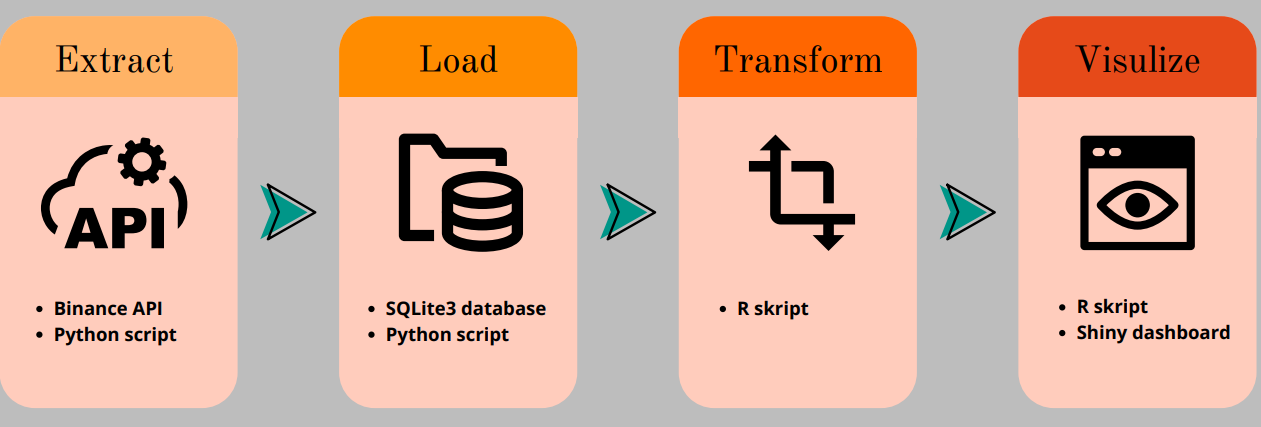 Extract
API
• Binance API
• Python script
Load
• SQLite3 database
• Python script
Transform
• R skript
Visulize
• R skript
• Shiny dashboard